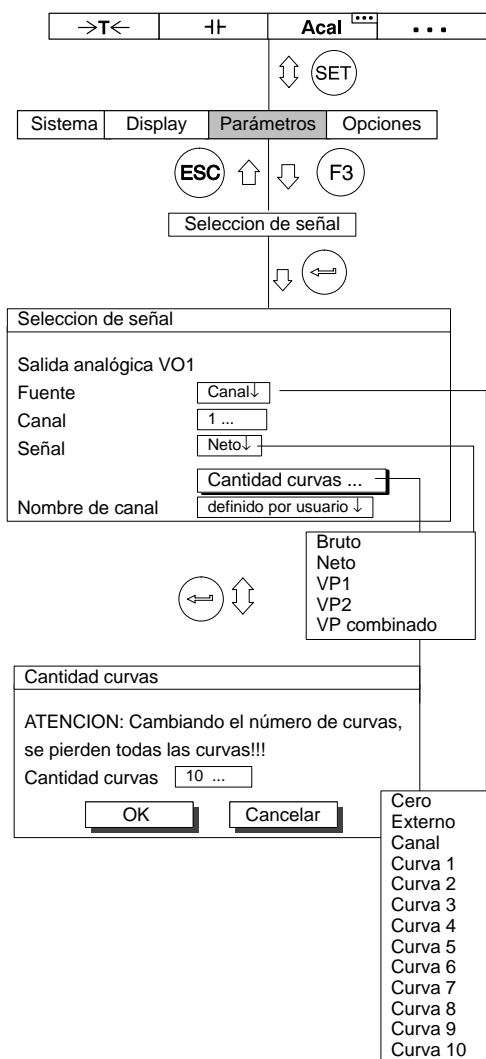 →T← ⊣⊢ Acal ... ...
SET
Sistema Display Parámetros Opciones
ESC F3
Seleccion de señal
Seleccion de señal
Salida analógica VO1
Fuente Canal↓
Canal 1 ...
Señal Neto↓
Cantidad curvas ...
Nombre de canal definido por usuario ↓
Bruto
Neto
VP1
VP2
VP combinado
Cantidad curvas
ATENCION: Cambiando el número de curvas,
se pierden todas las curvas!!!
Cantidad curvas 10 ...
OK Cancelar
Cero
Externo
Canal
Curva 1
Curva 2
Curva 3
Curva 4
Curva 5
Curva 6
Curva 7
Curva 8
Curva 9
Curva 10